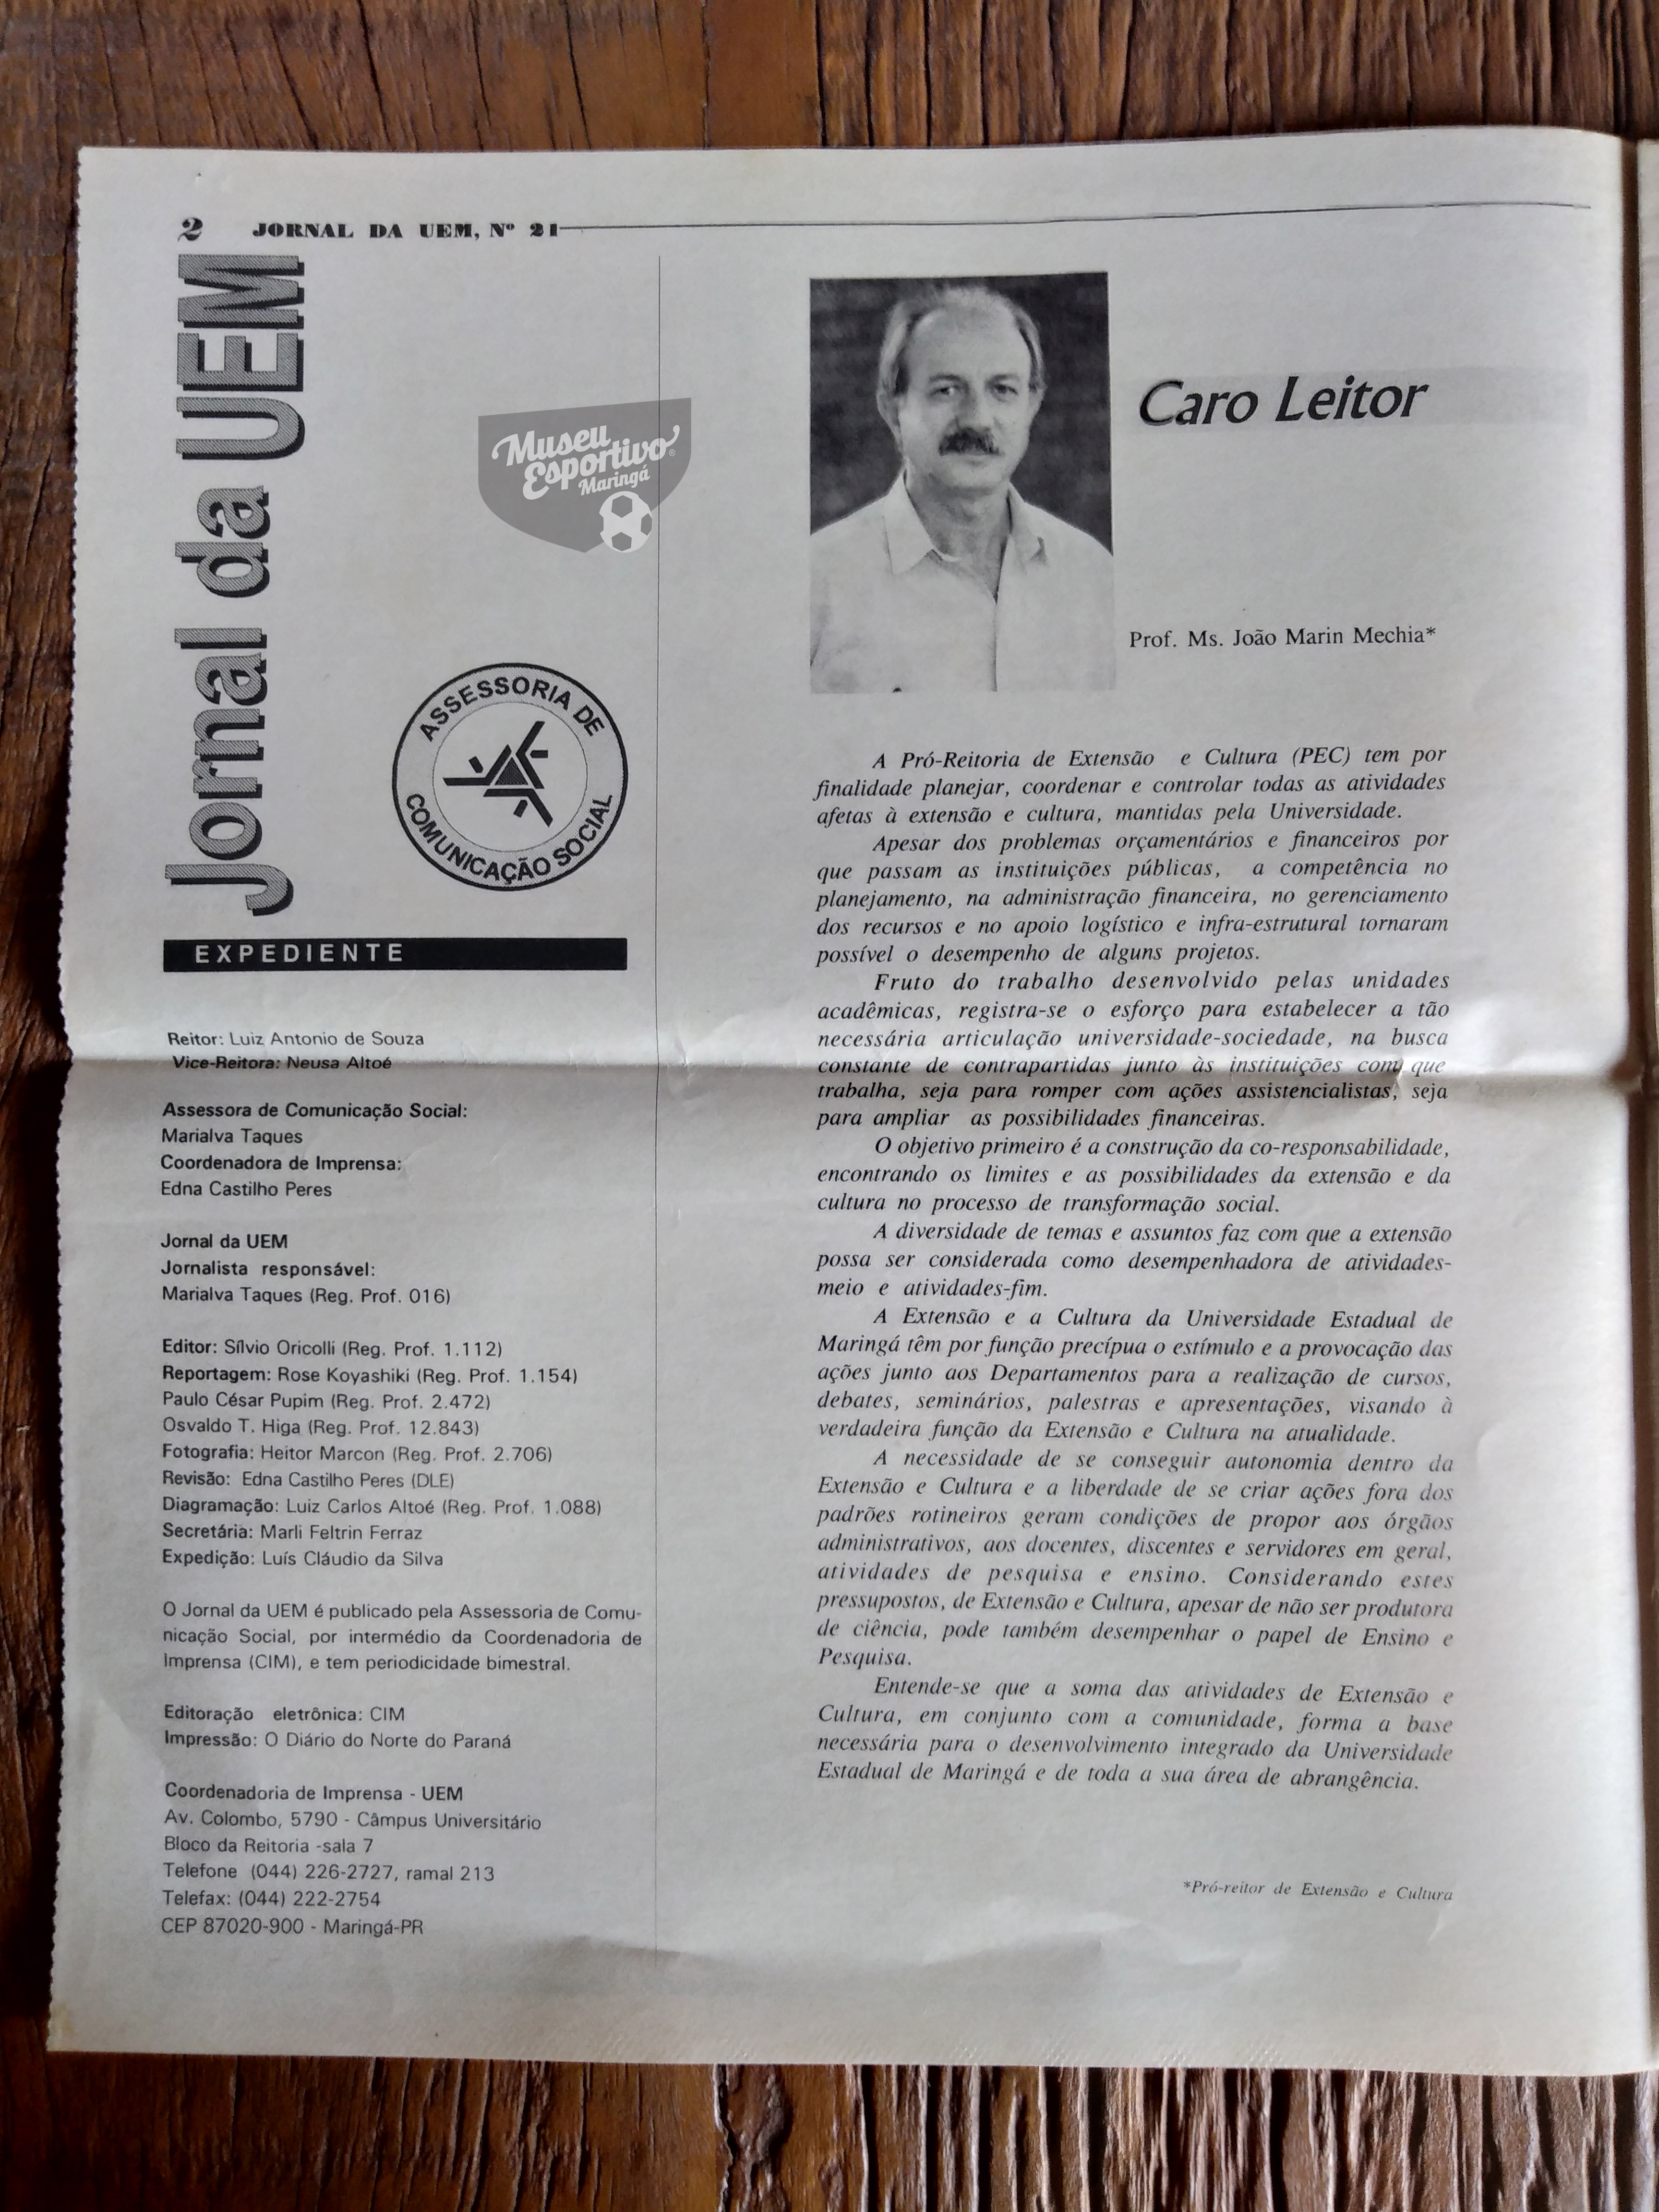 2 JORNAL DA UEM, Nº 21
Jornal da UEM
Museu
Esportivo
Maringá
ASSESSORIA DE
COMUNICAÇÃO SOCIAL
EXPEDIENTE
Reitor: Luiz Antonio de Souza
Vice-Reitora: Neusa Altoé
Assessora de Comunicação Social:
Marialva Taques
Coordenadora de Imprensa:
Edna Castilho Peres
Jornal da UEM
Jornalista responsável:
Marialva Taques (Reg. Prof. 016)
Editor: Sílvio Oricolli (Reg. Prof. 1.112)
Reportagem: Rose Koyashiki (Reg. Prof. 1.154)
Paulo César Pupim (Reg. Prof. 2.472)
Osvaldo T. Higa (Reg. Prof. 12.843)
Fotografia: Heitor Marcon (Reg. Prof. 2.706)
Revisão: Edna Castilho Peres (DLE)
Diagramação: Luiz Carlos Altoé (Reg. Prof. 1.088)
Secretária: Marli Feltrin Ferraz
Expedição: Luís Cláudio da Silva
O Jornal da UEM é publicado pela Assessoria de Comu-
nicação Social, por intermédio da Coordenadoria de
Imprensa (CIM), e tem periodicidade bimestral.
Editoração eletrônica: CIM
Impressão: O Diário do Norte do Paraná
Coordenadoria de Imprensa - UEM
Av. Colombo, 5790 - Câmpus Universitário
Bloco da Reitoria -sala 7
Telefone (044) 226-2727, ramal 213
Telefax: (044) 222-2754
CEP 87020-900 - Maringá-PR
Caro Leitor
Prof. Ms. João Marin Mechia*
A Pró-Reitoria de Extensão e Cultura (PEC) tem por
finalidade planejar, coordenar e controlar todas as atividades
afetas à extensão e cultura, mantidas pela Universidade.
Apesar dos problemas orçamentários e financeiros por
que passam as instituições públicas, a competência no
planejamento, na administração financeira, no gerenciamento
dos recursos e no apoio logístico e infra-estrutural tornaram
possível o desempenho de alguns projetos.
Fruto do trabalho desenvolvido pelas unidades
acadêmicas, registra-se o esforço para estabelecer a tão
necessária articulação universidade-sociedade, na busca
constante de contrapartidas junto às instituições com que
trabalha, seja para romper com ações assistencialistas, seja
para ampliar as possibilidades financeiras.
O objetivo primeiro é a construção da co-responsabilidade,
encontrando os limites e as possibilidades da extensão e da
cultura no processo de transformação social.
A diversidade de temas e assuntos faz com que a extensão
possa ser considerada como desempenhadora de atividades-
meio e atividades-fim.
A Extensão e a Cultura da Universidade Estadual de
Maringá têm por função precípua o estímulo e a provocação das
ações junto aos Departamentos para a realização de cursos,
debates, seminários, palestras e apresentações, visando à
verdadeira função da Extensão e Cultura na atualidade.
A necessidade de se conseguir autonomia dentro da
Extensão e Cultura e a liberdade de se criar ações fora dos
padrões rotineiros geram condições de propor aos órgãos
administrativos, aos docentes, discentes e servidores em geral,
atividades de pesquisa e ensino. Considerando estes
pressupostos, de Extensão e Cultura, apesar de não ser produtora
de ciência, pode também desempenhar o papel de Ensino e
Pesquisa.
Entende-se que a soma das atividades de Extensão e
Cultura, em conjunto com a comunidade, forma a base
necessária para o desenvolvimento integrado da Universidade
Estadual de Maringá e de toda a sua área de abrangência.
*Pró-reitor de Extensão e Cultura